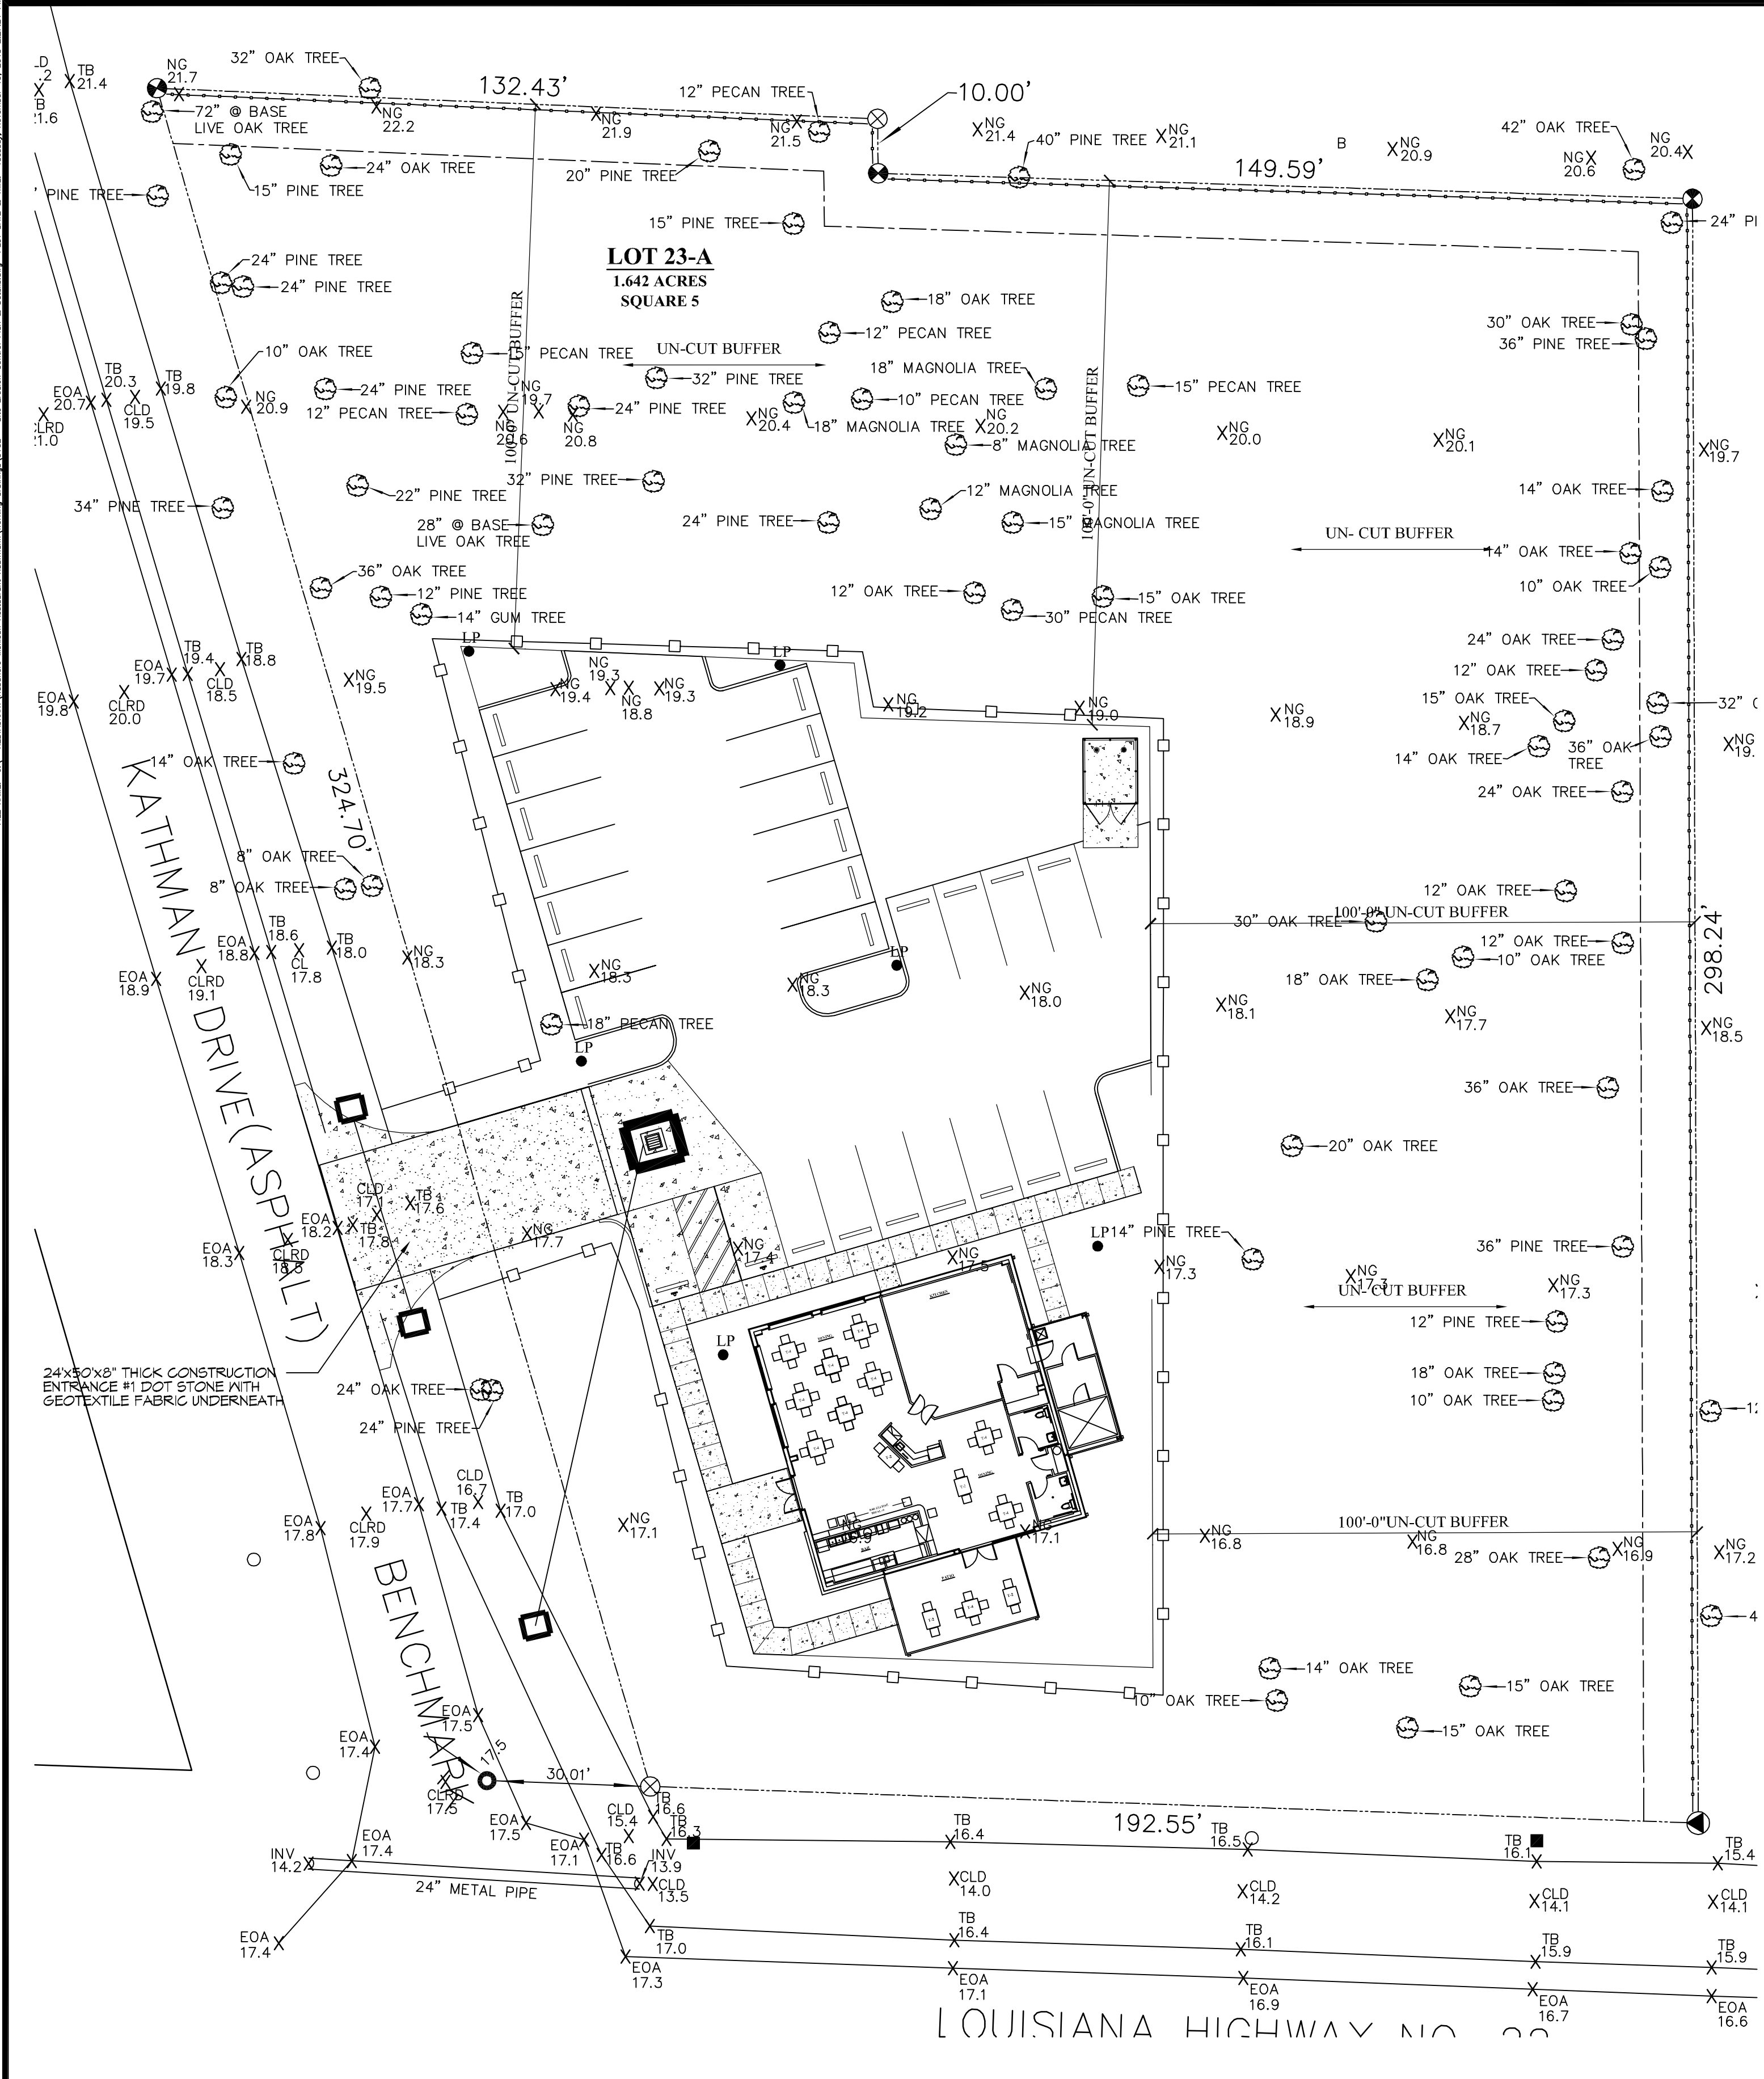 32" OAK TREE
NG
21.7
TB
21.4
132.43'
12" PECAN TREE
10.00'
72" @ BASE
LIVE OAK TREE
NG
22.2
NG
21.9
NG
21.5
NG
21.4
40" PINE TREE
NG
21.1
B
NG
20.9
42" OAK TREE
NG
20.6
NG
20.4
24" OAK TREE
15" PINE TREE
20" PINE TREE
149.59'
PINE TREE
15" PINE TREE
24" PI
LOT 23-A
1.642 ACRES
SQUARE 5
24" PINE TREE
24" PINE TREE
18" OAK TREE
12" PECAN TREE
30" OAK TREE
36" PINE TREE
10" OAK TREE
15" PECAN TREE
UN-CUT BUFFER
18" MAGNOLIA TREE
15" PECAN TREE
TB
20.3
TB
19.8
EOA
20.7
CLD
19.5
NG
20.9
24" PINE TREE
12" PECAN TREE
NG
19.7
32" PINE TREE
24" PINE TREE
10" PECAN TREE
18" MAGNOLIA TREE
NG
20.6
NG
20.8
NG
20.4
NG
20.2
8" MAGNOLIA TREE
NG
20.0
NG
20.1
NG
19.7
100'-0" UN-CUT BUFFER
100'-0" UN-CUT BUFFER
34" PINE TREE
22" PINE TREE
32" PINE TREE
28" @ BASE
LIVE OAK TREE
24" PINE TREE
12" MAGNOLIA TREE
15" MAGNOLIA TREE
14" OAK TREE
UN- CUT BUFFER
14" OAK TREE
10" OAK TREE
36" OAK TREE
12" PINE TREE
14" GUM TREE
12" OAK TREE
15" OAK TREE
30" PECAN TREE
LP
LP
24" OAK TREE
12" OAK TREE
TB
19.4
TB
18.8
EOA
19.7
CLD
18.5
EOA
19.8
CLRD
20.0
NG
19.5
NG
19.4
NG
19.3
NG
18.8
NG
19.3
NG
19.2
NG
19.0
NG
18.9
15" OAK TREE
NG
18.7
32"
14" OAK TREE
36" OAK
TREE
NG
19.
24" OAK TREE
14" OAK TREE
324.70'
8" OAK TREE
8" OAK TREE
12" OAK TREE
30" OAK TREE
100'-0" UN-CUT BUFFER
298.24'
KATHMAN DRIVE(ASPHALT)
TB
18.6
EOA
18.8
TB
18.0
CL
17.8
NG
18.3
EOA
18.9
CLRD
19.1
NG
18.3
NG
18.3
LP
NG
18.0
NG
18.1
12" OAK TREE
10" OAK TREE
18" OAK TREE
NG
17.7
NG
18.5
18" PECAN TREE
LP
36" OAK TREE
20" OAK TREE
CLD
17.1
TB
17.6
EOA
18.2
TB
17.8
EOA
18.3
CLRD
18.5
NG
17.7
NG
17.4
NG
17.5
LP
14" PINE TREE
NG
17.3
NG
17.3
36" PINE TREE
NG
17.3
UN- CUT BUFFER
12" PINE TREE
LP
24'x50'x8" THICK CONSTRUCTION
ENTRANCE #1 DOT STONE WITH
GEOTEXTILE FABRIC UNDERNEATH
24" OAK TREE
24" PINE TREE
18" OAK TREE
10" OAK TREE
CLD
16.7
EOA
17.7
TB
17.4
TB
17.0
EOA
17.8
CLRD
17.9
NG
17.1
NG
NG
17.1
NG
16.8
100'-0"UN-CUT BUFFER
NG
16.8
28" OAK TREE
NG
16.9
NG
17.2
BENCHMARK
14" OAK TREE
10" OAK TREE
15" OAK TREE
15" OAK TREE
EOA
17.5
EOA
17.4
17.5
30.01'
CLRD
17.5
EOA
17.5
CLD
15.4
TB
16.6
TB
16.3
192.55'
EOA
17.4
EOA
17.1
TB
16.6
INV
14.2
INV
13.9
CLD
13.5
24" METAL PIPE
TB
16.4
TB
16.5
TB
16.1
TB
15.4
CLD
14.0
CLD
14.2
CLD
14.1
CLD
14.1
EOA
17.4
TB
17.0
TB
16.4
TB
16.1
TB
15.9
TB
15.9
EOA
17.3
EOA
17.1
EOA
16.9
EOA
16.7
EOA
16.6
LOUISIANA HIGHWAY NO.